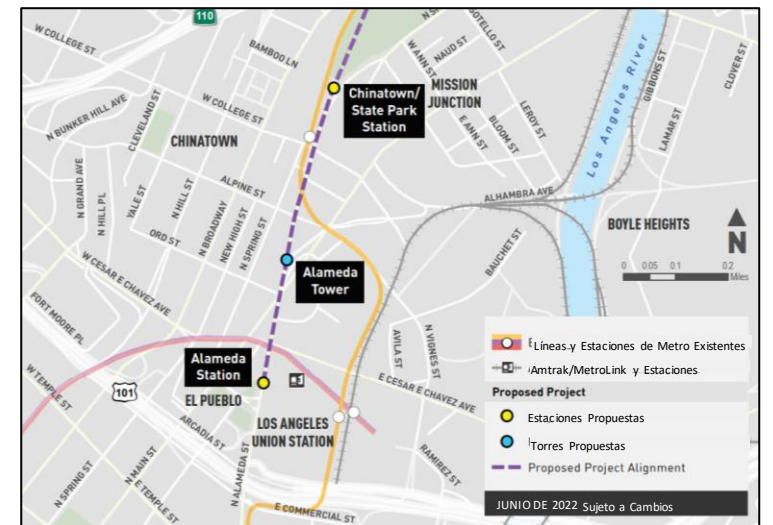 110
N SP
W COLLEGE ST
BAMBOO LN
NAUD ST
W ANN ST
MISSION
JUNCTION
GIBBONS ST
CLOVER ST
Los Angeles River
Chinatown/
State Park
Station
W COLLEGE ST
N BUNKER HILL AVE
CLEVELAND ST
CHINATOWN
E ANN ST
BLOOM ST
LEROY ST
LAMAR ST
N GRAND AVE
N HILL PL
YALE ST
N HILL ST
ALPINE ST
ALHAMBRA AVE
BOYLE HEIGHTS
N
ORD ST
N BROADWAY
NEW HIGH ST
N SPRING ST
BAUCHET ST
0 0.05 0.1 0.2
Miles
W CESAR E CHAVEZ AVE
Alameda
Tower
FORT MOORE PL
AVILA ST
N VIGNES ST
Líneas y Estaciones de Metro Existentes
Amtrak/MetroLink y Estaciones
Alameda
Station
W TEMPLE ST
101
EL PUEBLO
E CESAR E CHAVEZ AVE
Proposed Project
Estaciones Propuestas
LOS ANGELES
UNION STATION
ARCADIA ST
Torres Propuestas
N MAIN ST
N ALAMEDA ST
RAMIREZ ST
Proposed Project Alignment
N SPRING ST
E TEMPLE ST
E COMMERCIAL ST
JUNIO DE 2022 Sujeto a Cambios